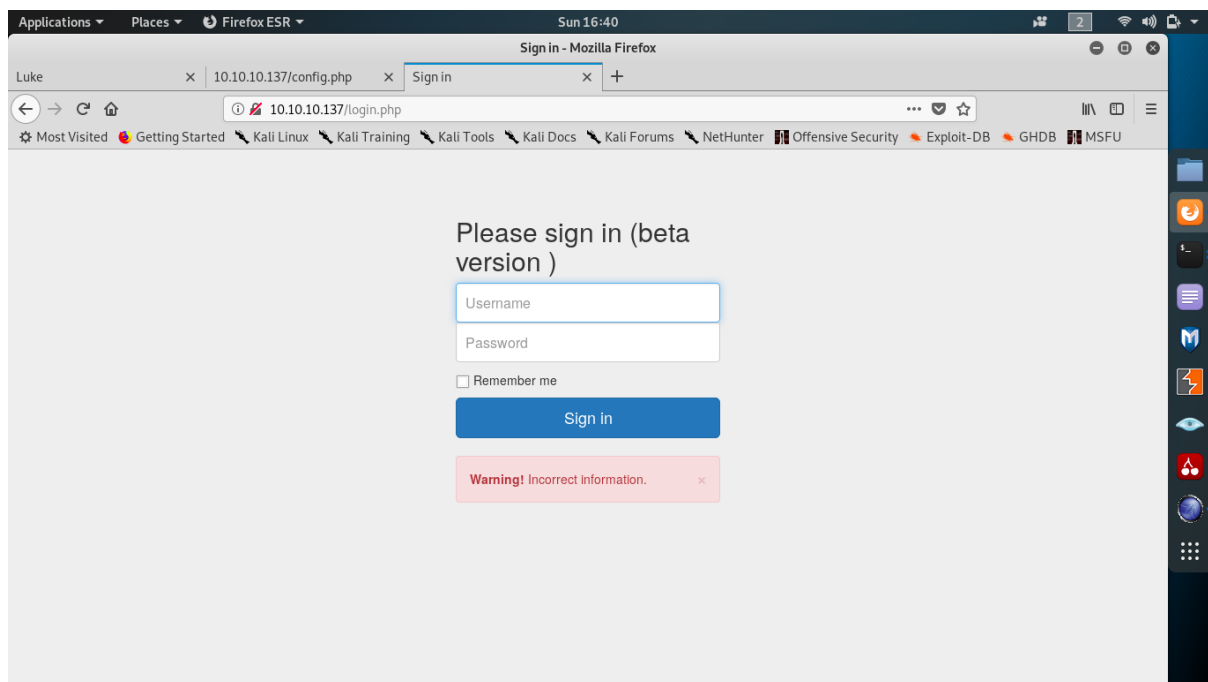 Applications Places Firefox ESR Sun 16:40 2
Sign in - Mozilla Firefox
Luke 10.10.10.137/config.php Sign in
10.10.10.137/login.php
Most Visited Getting Started Kali Linux Kali Training Kali Tools Kali Docs Kali Forums NetHunter Offensive Security Exploit-DB GHDB MSFU
Please sign in (beta
version )
Username
Password
Remember me
Sign in
Warning! Incorrect information. ×